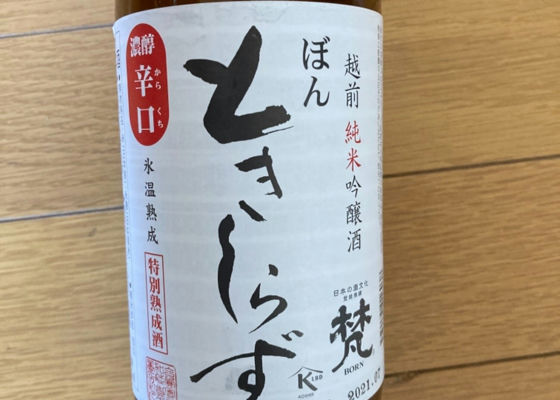 越前 純米吟醸酒
ぼん
ときしらず
濃醇
辛口
から くち
氷温熟成
特別熟成酒
日本の酒文化
梵
BORN
K
2021.07